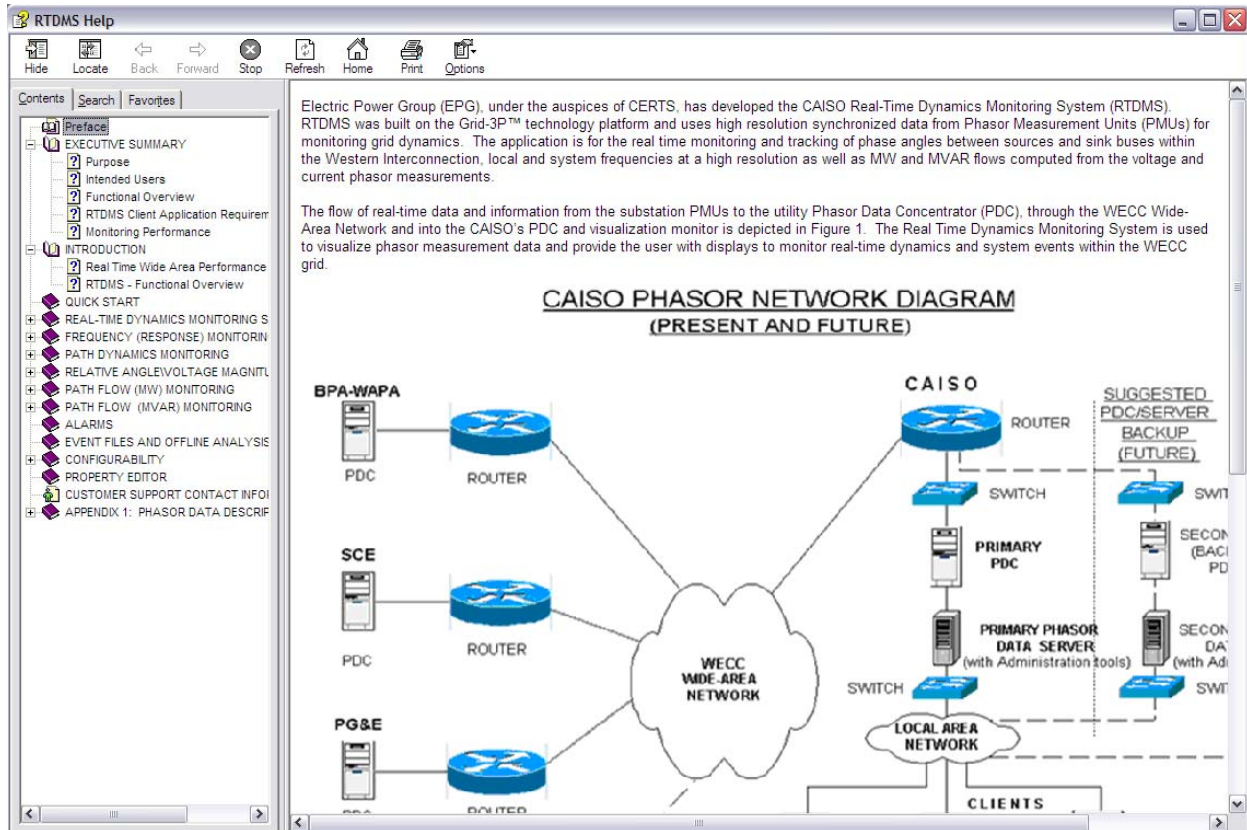 RTDMS Help
Hide Locate Back Forward Stop Refresh Home Print Options
Contents Search Favorites
Preface
EXECUTIVE SUMMARY
Purpose
Intended Users
Functional Overview
RTDMS Client Application Requirem
Monitoring Performance
INTRODUCTION
Real Time Wide Area Performance
RTDMS - Functional Overview
QUICK START
REAL-TIME DYNAMICS MONITORING S
FREQUENCY (RESPONSE) MONITORIN
PATH DYNAMICS MONITORING
RELATIVE ANGLE\VOLTAGE MAGNITU
PATH FLOW (MW) MONITORING
PATH FLOW (MVAR) MONITORING
ALARMS
EVENT FILES AND OFFLINE ANALYSIS
CONFIGURABILITY
PROPERTY EDITOR
CUSTOMER SUPPORT CONTACT INFOI
APPENDIX 1: PHASOR DATA DESCRIF
Electric Power Group (EPG), under the auspices of CERTS, has developed the CAISO Real-Time Dynamics Monitoring System (RTDMS).
RTDMS was built on the Grid-3P™ technology platform and uses high resolution synchronized data from Phasor Measurement Units (PMUs) for
monitoring grid dynamics. The application is for the real time monitoring and tracking of phase angles between sources and sink buses within
the Western Interconnection, local and system frequencies at a high resolution as well as MW and MVAR flows computed from the voltage and
current phasor measurements.
The flow of real-time data and information from the substation PMUs to the utility Phasor Data Concentrator (PDC), through the WECC Wide-
Area Network and into the CAISO's PDC and visualization monitor is depicted in Figure 1. The Real Time Dynamics Monitoring System is used
to visualize phasor measurement data and provide the user with displays to monitor real-time dynamics and system events within the WECC
grid.
CAISO PHASOR NETWORK DIAGRAM
(PRESENT AND FUTURE)
BPA-WAPA
PDC
ROUTER
SCE
PDC
ROUTER
PG&E
ROUTER
WECC
WIDE-AREA
NETWORK
CAISO
ROUTER
SWITCH
PRIMARY
PDC
PRIMARY PHASOR
DATA SERVER
(with Administration tools)
SWITCH
LOCAL AREA
NETWORK
CLIENTS
SUGGESTED
PDC/SERVER
BACKUP
(FUTURE)
SWIT
SECON
(BACI
PD
SECON
DA
(with Ad
SWIT